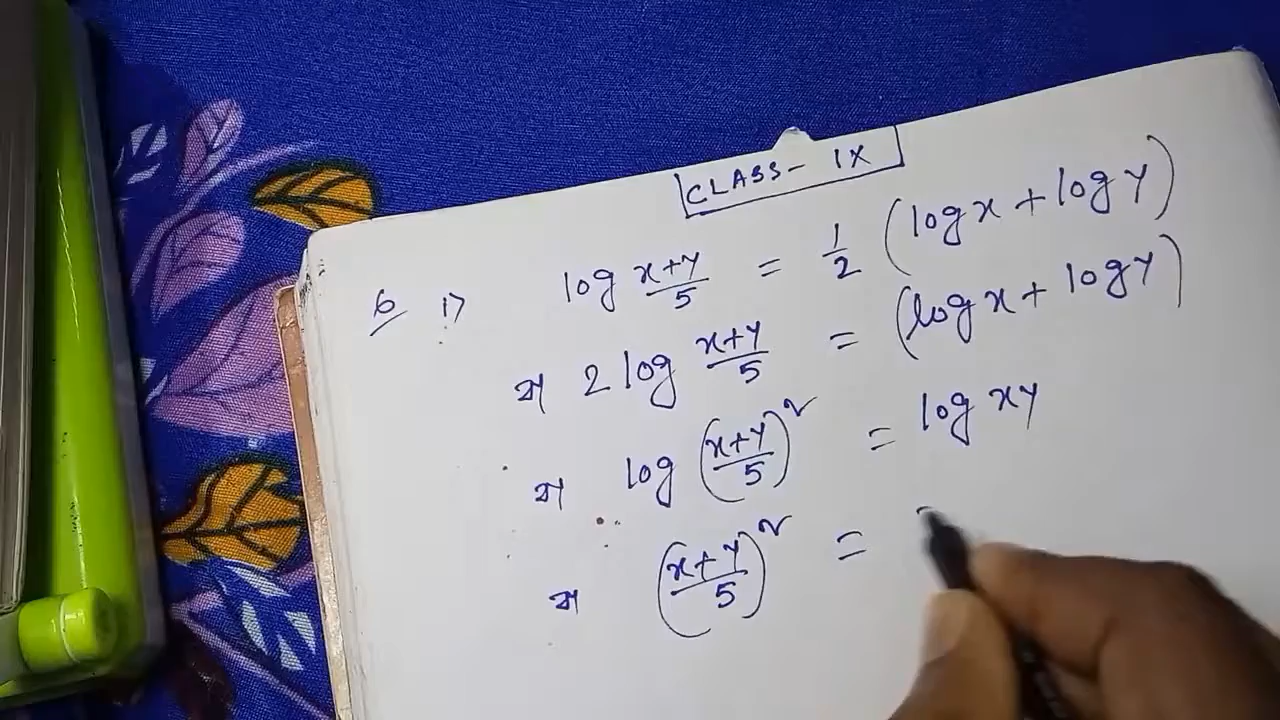 CLASS- IX
6 1) log x+y/5 = 1/2 (log x + log y)
বা 2 log x+y/5 = (log x + log y)
বা log (x+y/5)² = log xy
বা (x+y/5)² =